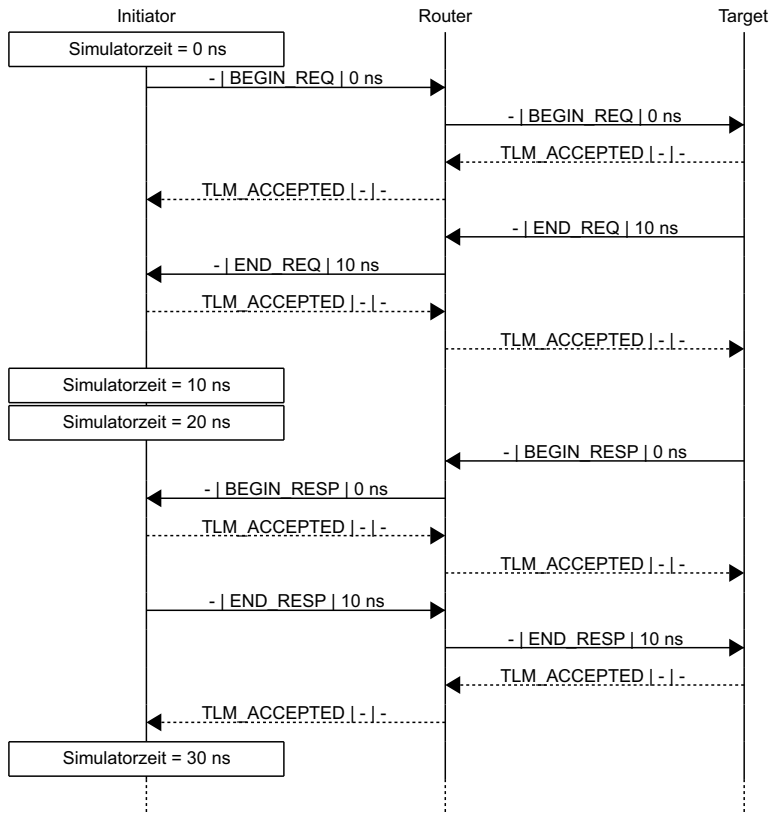 Initiator Router Target
Simulatorzeit = 0 ns
- | BEGIN_REQ | 0 ns
- | BEGIN_REQ | 0 ns
TLM_ACCEPTED | - | -
TLM_ACCEPTED | - | -
- | END_REQ | 10 ns
- | END_REQ | 10 ns
TLM_ACCEPTED | - | -
TLM_ACCEPTED | - | -
Simulatorzeit = 10 ns
Simulatorzeit = 20 ns
- | BEGIN_RESP | 0 ns
- | BEGIN_RESP | 0 ns
TLM_ACCEPTED | - | -
TLM_ACCEPTED | - | -
- | END_RESP | 10 ns
- | END_RESP | 10 ns
TLM_ACCEPTED | - | -
TLM_ACCEPTED | - | -
Simulatorzeit = 30 ns